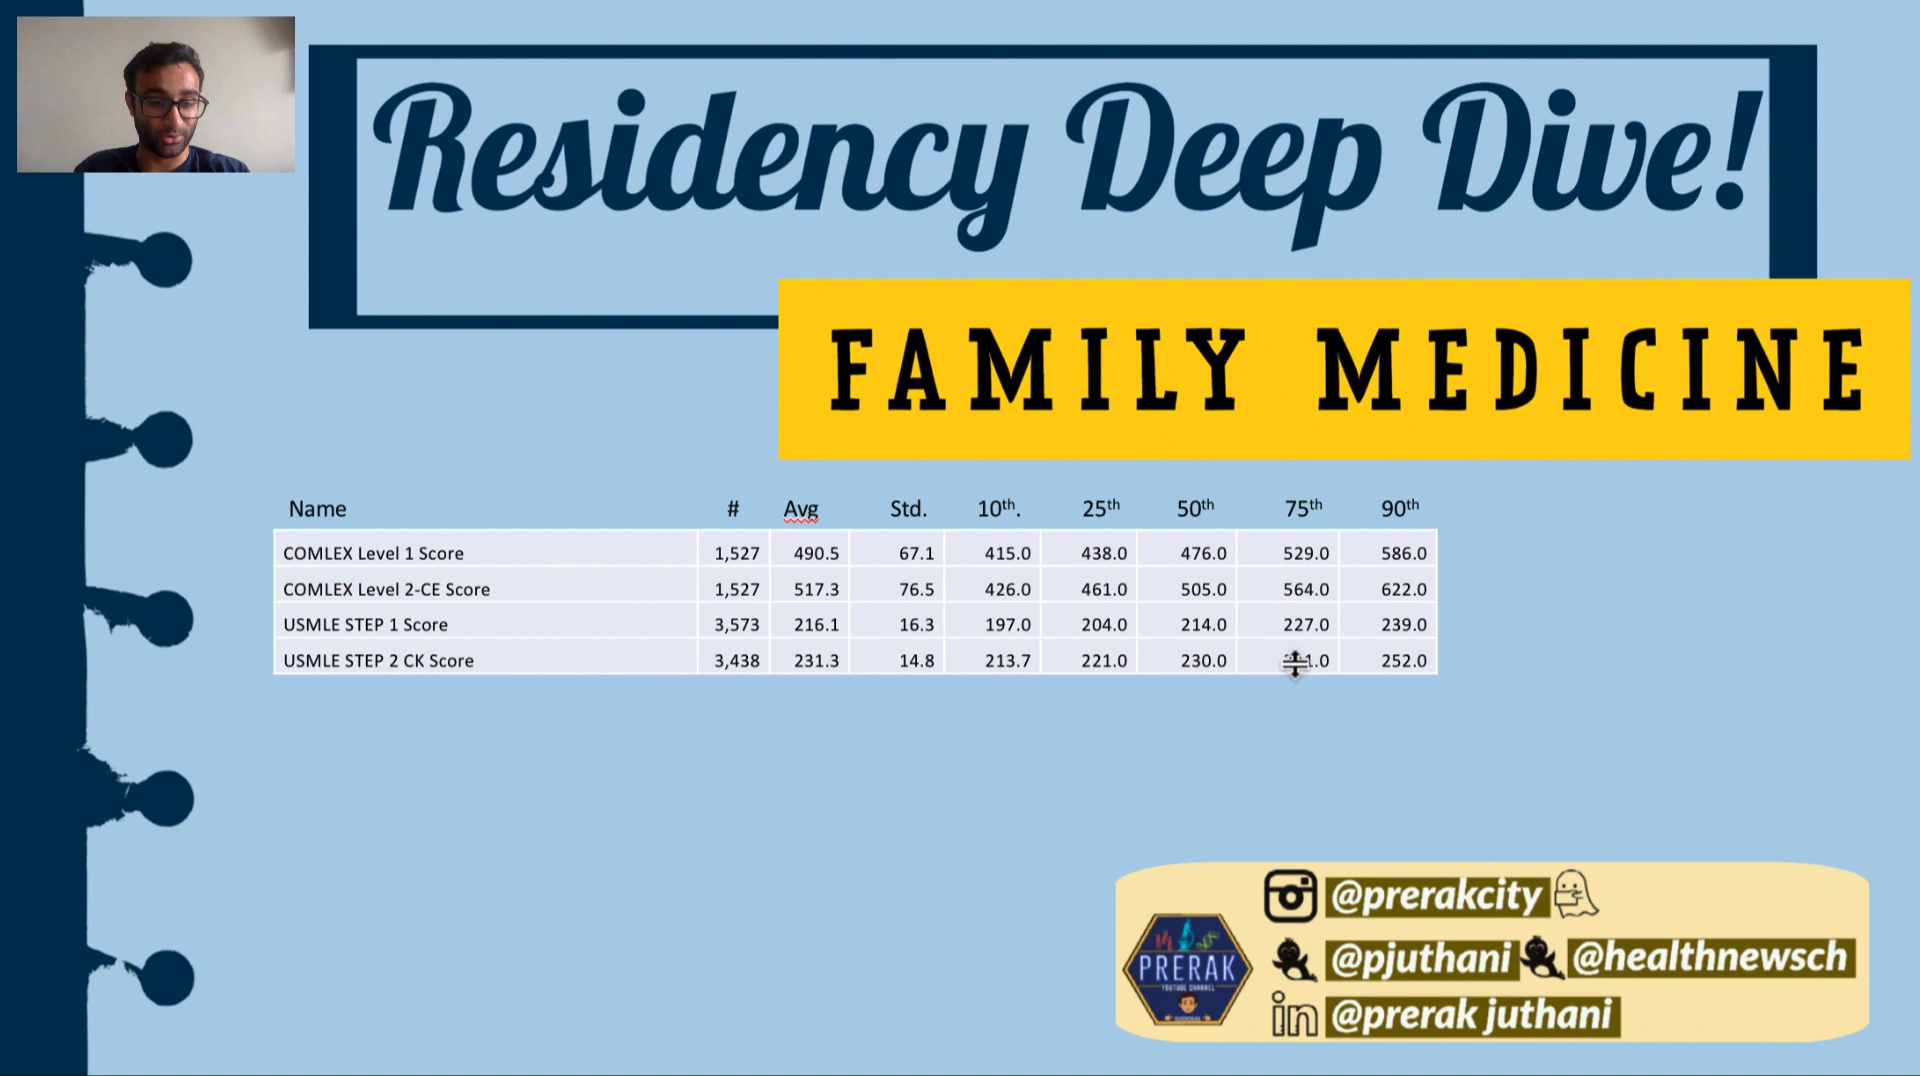 Residency Deep Dive!
FAMILY MEDICINE
Name # Avg Std. 10th. 25th 50th 75th 90th
COMLEX Level 1 Score 1,527 490.5 67.1 415.0 438.0 476.0 529.0 586.0
COMLEX Level 2-CE Score 1,527 517.3 76.5 426.0 461.0 505.0 564.0 622.0
USMLE STEP 1 Score 3,573 216.1 16.3 197.0 204.0 214.0 227.0 239.0
USMLE STEP 2 CK Score 3,438 231.3 14.8 213.7 221.0 230.0 252.0
@prerakcity
@pjuthani @healthnewsch
in @prerak juthani
PRERAK
YOUTUBE CHANNEL